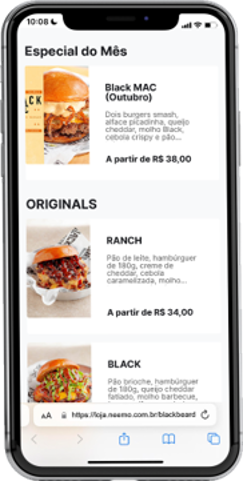 10:08
Especial do Mês
Black MAC
(Outubro)
Dois burgers smash,
alface picadinha, queijo
cheddar, molho Black,
cebola crispy e pão...
A partir de R$ 38,00
ORIGINALS
RANCH
Pão de leite, hambúrguer
de 180g, creme de
cheddar, cebola
caramelizada, molho...
A partir de R$ 34,00
BLACK
Pão brioche, hambúrguer
de 180g, queijo cheddar
fatiado, molho barbecue,
AA https://loja.neemo.com.br/blackbeard